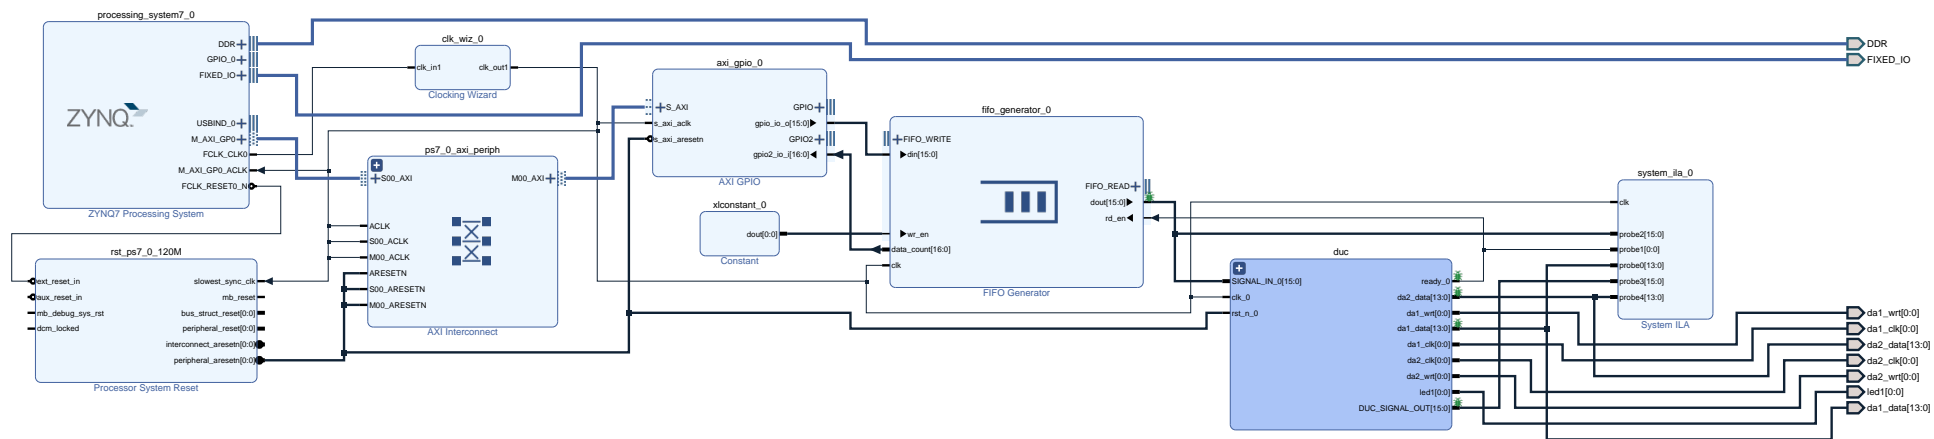 processing_system7_0
DDR
GPIO_0
FIXED_IO
ZYNQ
USBIND_0
M_AXI_GP0
FCLK_CLK0
M_AXI_GP0_ACLK
FCLK_RESET0_N
ZYNQ7 Processing System
clk_wiz_0
clk_in1
clk_out1
Clocking Wizard
rst_ps7_0_120M
ext_reset_in
slowest_sync_clk
aux_reset_in
mb_reset
mb_debug_sys_rst
bus_struct_reset[0:0]
dcm_locked
peripheral_reset[0:0]
interconnect_aresetn[0:0]
peripheral_aresetn[0:0]
Processor System Reset
ps7_0_axi_periph
S00_AXI
M00_AXI
ACLK
S00_ACLK
M00_ACLK
ARESETN
S00_ARESETN
M00_ARESETN
AXI Interconnect
axi_gpio_0
S_AXI
GPIO
s_axi_aclk
gpio_io_o[15:0]
s_axi_aresetn
GPIO2
gpio2_io_i[16:0]
AXI GPIO
xlconstant_0
dout[0:0]
Constant
fifo_generator_0
FIFO_WRITE
din[15:0]
FIFO_READ
dout[15:0]
rd_en
wr_en
data_count[16:0]
clk
FIFO Generator
duc
SIGNAL_IN_0[15:0]
ready_0
clk_0
da2_data[13:0]
rst_n_0
da1_wrt[0:0]
da1_data[13:0]
da1_clk[0:0]
da2_clk[0:0]
da2_wrt[0:0]
led1[0:0]
DUC_SIGNAL_OUT[15:0]
system_ila_0
clk
probe2[15:0]
probe1[0:0]
probe0[13:0]
probe3[15:0]
probe4[13:0]
System ILA
DDR
FIXED_IO
da1_wrt[0:0]
da1_clk[0:0]
da2_data[13:0]
da2_clk[0:0]
da2_wrt[0:0]
led1[0:0]
da1_data[13:0]